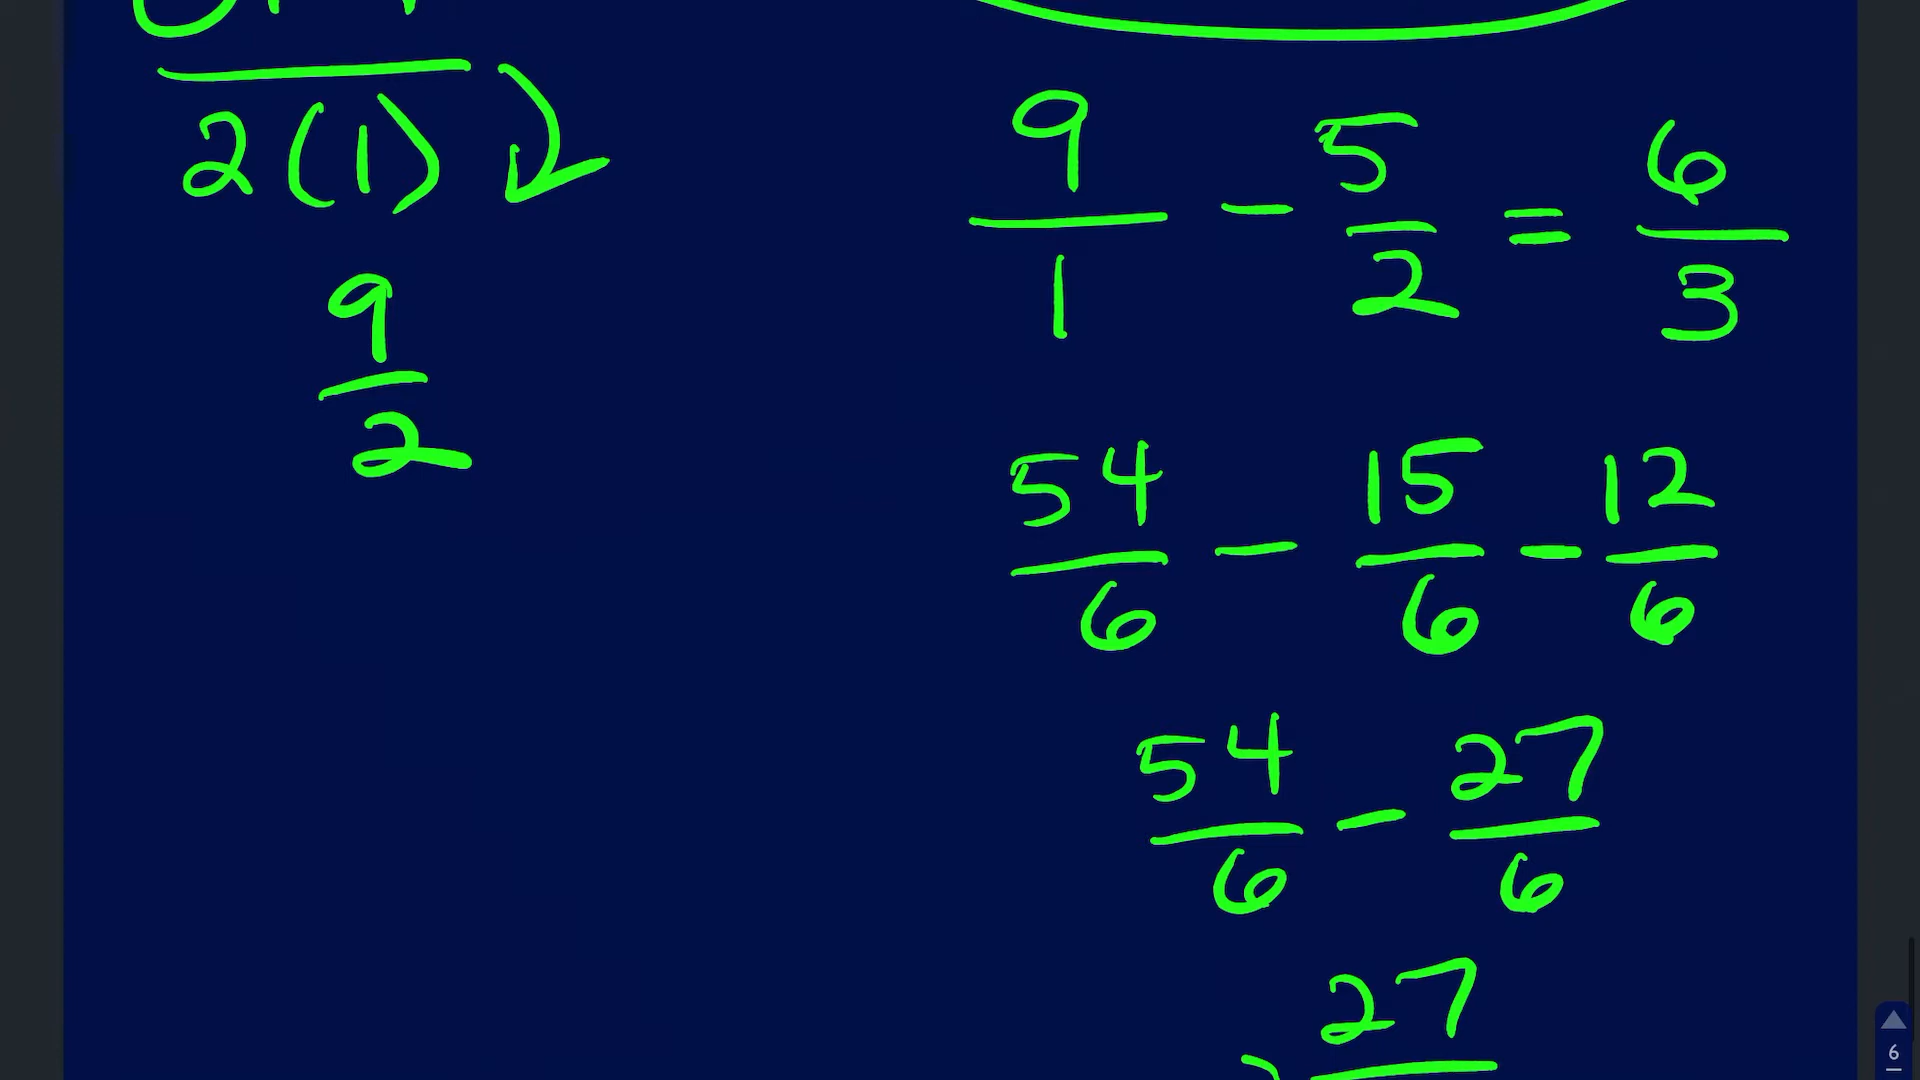 2(1)
9/2
9/1 - 5/2 = 6/3
54/6 - 15/6 - 12/6
54/6 - 27/6
27
6